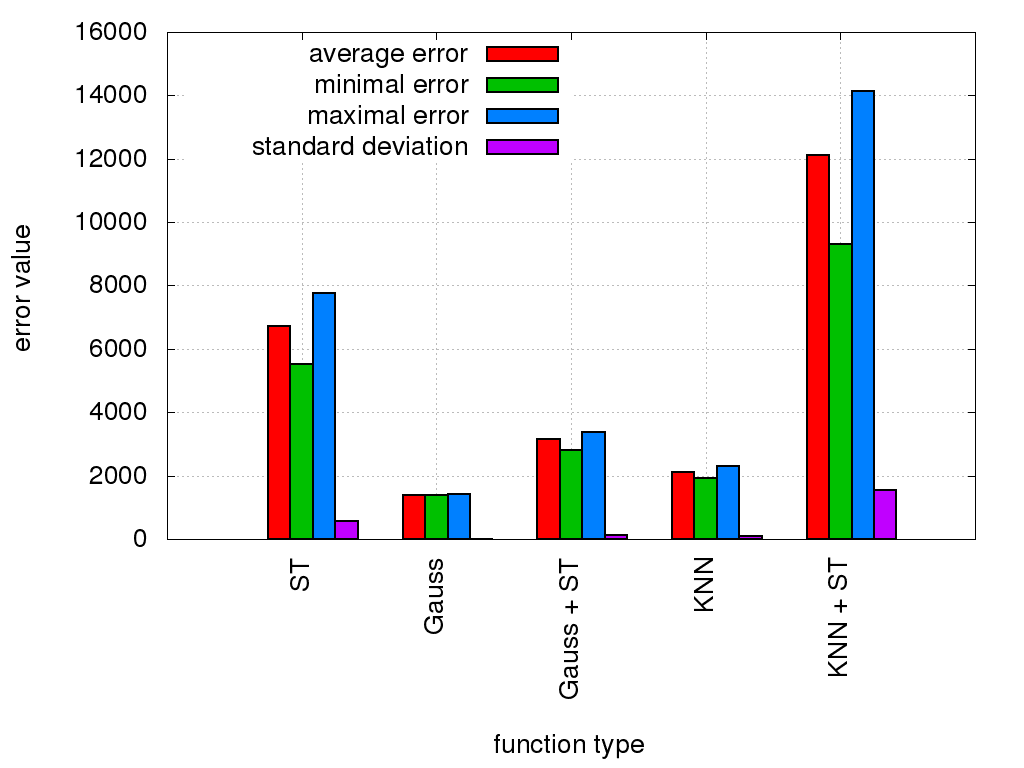 16000
14000
12000
10000
8000
6000
4000
2000
0
error value
average error
minimal error
maximal error
standard deviation
ST
Gauss
Gauss + ST
KNN
KNN + ST
function type